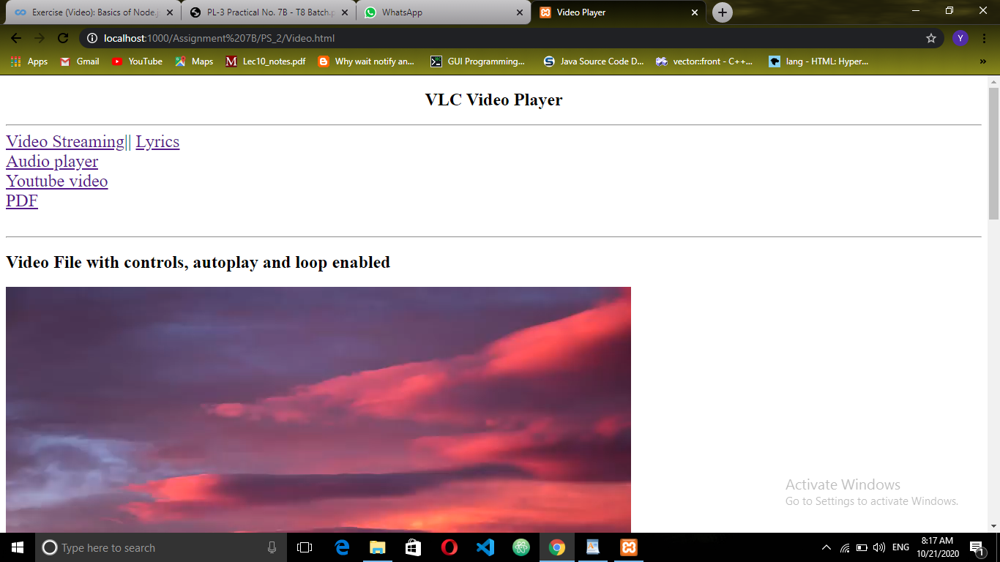 Exercise (Video): Basics of Node.j
PL-3 Practical No. 7B - T8 Batch.p
WhatsApp
Video Player
localhost:1000/Assignment%207B/PS_2/Video.html
Y
Apps
Gmail
YouTube
Maps
M Lec10_notes.pdf
Why wait notify an...
GUI Programming...
Java Source Code D...
vector::front - C++...
lang - HTML: Hyper...
»
VLC Video Player
Video Streaming|| Lyrics
Audio player
Youtube video
PDF
Video File with controls, autoplay and loop enabled
Activate Windows
Go to Settings to activate Windows.
Type here to search
ENG
8:17 AM
10/21/2020
1